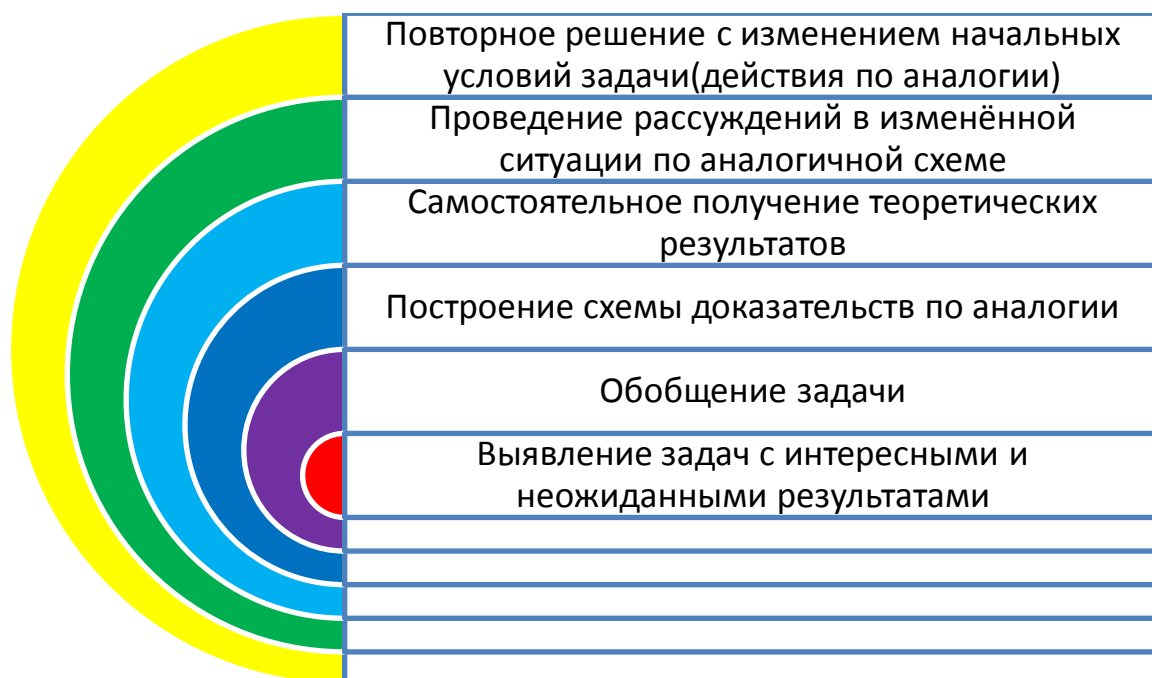 Повторное решение с изменением начальных
условий задачи(действия по аналогии)
Проведение рассуждений в изменённой
ситуации по аналогичной схеме
Самостоятельное получение теоретических
результатов
Построение схемы доказательств по аналогии
Обобщение задачи
Выявление задач с интересными и
неожиданными результатами